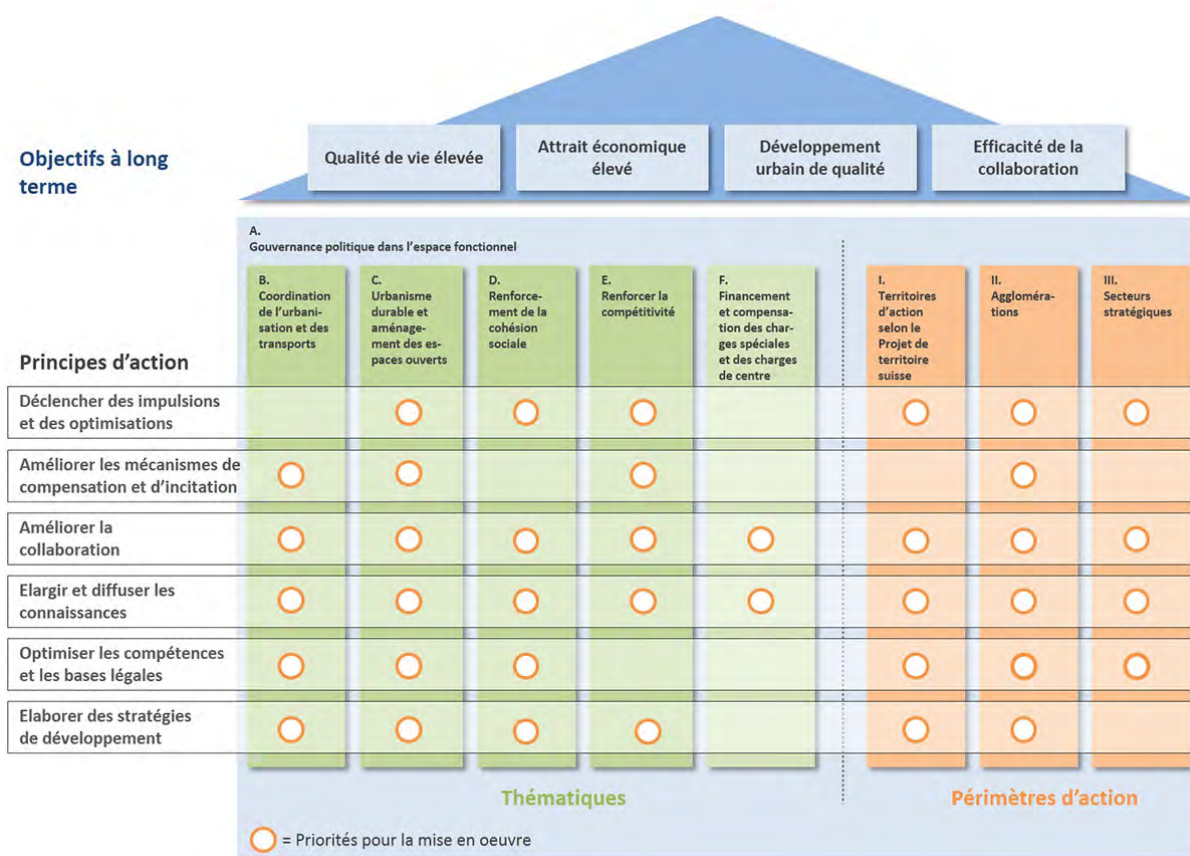 Objectifs à long
terme
Qualité de vie élevée
Attrait économique
élevé
Développement
urbain de qualité
Efficacité de la
collaboration
A.
Gouvernance politique dans l'espace fonctionnel
B.
Coordination
de l'urbani-
sation et des
transports
C.
Urbanisme
durable et
aménage-
ment des es-
paces ouverts
D.
Renforce-
ment de la
cohésion
sociale
E.
Renforcer la
compétitivité
F.
Financement
et compensa-
tion des char-
ges spéciales
et des charges
de centre
I.
Territoires
d'action
selon le
Projet de
territoire
suisse
II.
AggIoméra-
tions
III.
Secteurs
stratégiques
Principes d'action
Déclencher des impulsions
et des optimisations
Améliorer les mécanismes de
compensation et d'incitation
Améliorer la
collaboration
Elargir et diffuser les
connaissances
Optimiser les compétences
et les bases légales
Elaborer des stratégies
de développement
Thématiques
Périmètres d'action
= Priorités pour la mise en oeuvre